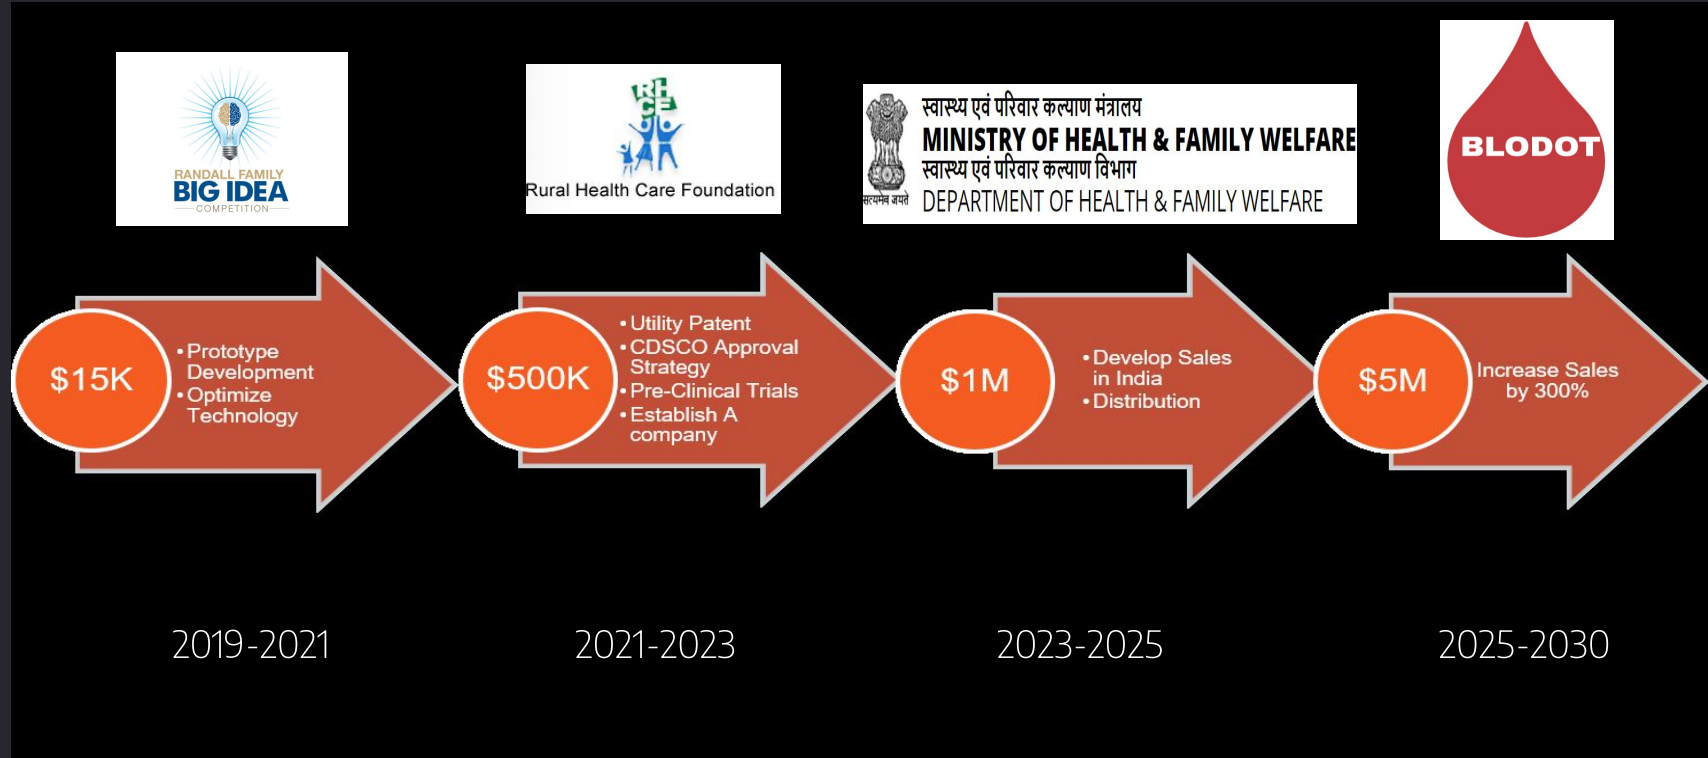 RANDALL FAMILY
BIG IDEA
COMPETITION
RH
CF
Rural Health Care Foundation
स्वास्थ्य एवं परिवार कल्याण मंत्रालय
MINISTRY OF HEALTH & FAMILY WELFARE
स्वास्थ्य एवं परिवार कल्याण विभाग
DEPARTMENT OF HEALTH & FAMILY WELFARE
सत्यमेव जयते
BLODOT
$15K
• Prototype
Development
• Optimize
Technology
$500K
• Utility Patent
• CDSCO Approval
Strategy
• Pre-Clinical Trials
• Establish A
company
$1M
• Develop Sales
in India
• Distribution
$5M
Increase Sales
by 300%
2019-2021
2021-2023
2023-2025
2025-2030